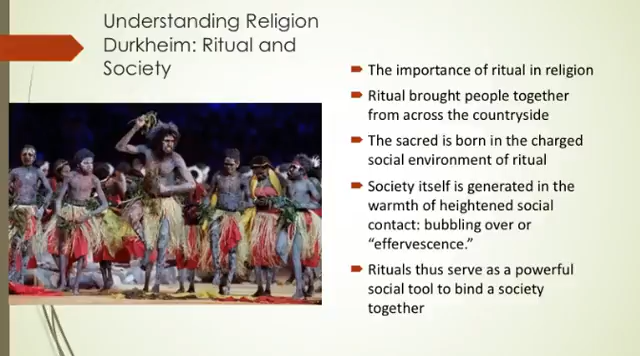 Understanding Religion
Durkheim: Ritual and
Society
The importance of ritual in religion
Ritual brought people together
from across the countryside
The sacred is born in the charged
social environment of ritual
Society itself is generated in the
warmth of heightened social
contact: bubbling over or
“effervescence.”
Rituals thus serve as a powerful
social tool to bind a society
together